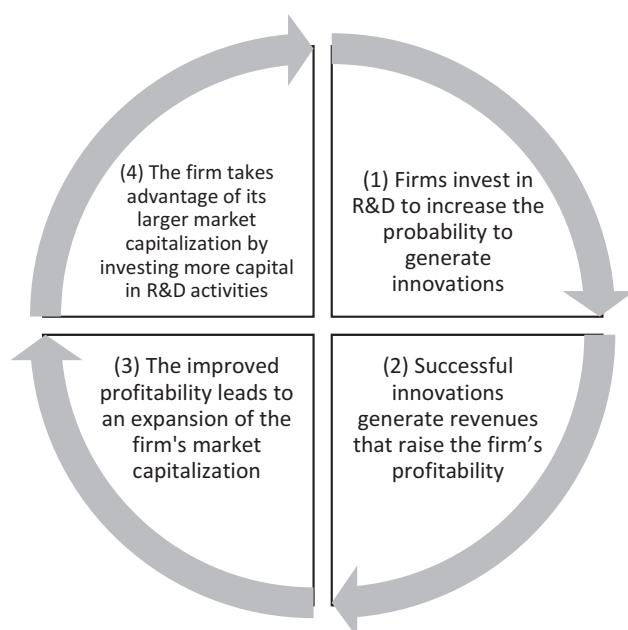 (1) Firms invest in
R&D to increase the
probability to
generate
innovations
(2) Successful
innovations
generate revenues
that raise the firm’s
profitability
(3) The improved
profitability leads to
an expansion of the
firm's market
capitalization
(4) The firm takes
advantage of its
larger market
capitalization by
investing more capital
in R&D activities